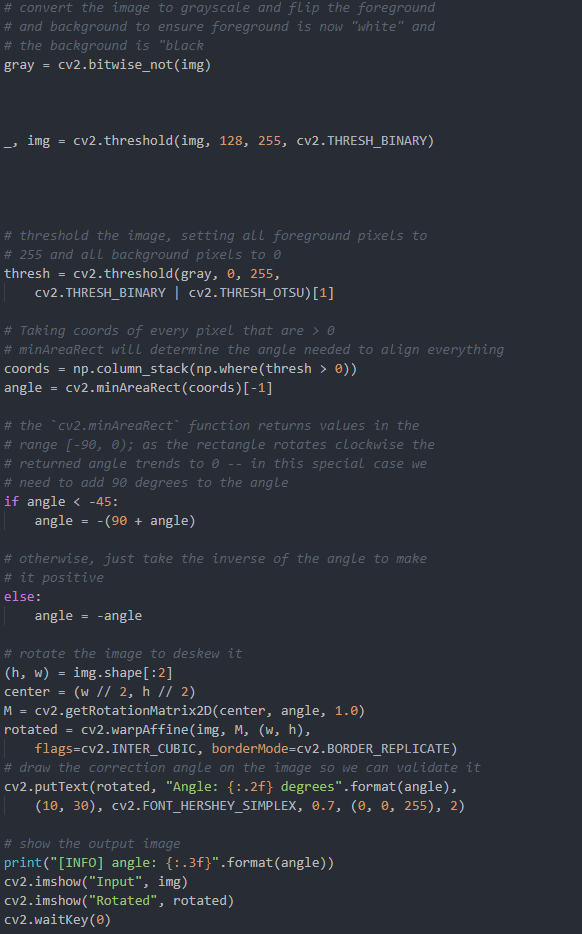 # convert the image to grayscale and flip the foreground
# and background to ensure foreground is now "white" and
# the background is "black
gray = cv2.bitwise_not(img)
_, img = cv2.threshold(img, 128, 255, cv2.THRESH_BINARY)
# threshold the image, setting all foreground pixels to
# 255 and all background pixels to 0
thresh = cv2.threshold(gray, 0, 255,
    cv2.THRESH_BINARY | cv2.THRESH_OTSU)[1]
# Taking coords of every pixel that are > 0
# minAreaRect will determine the angle needed to align everything
coords = np.column_stack(np.where(thresh > 0))
angle = cv2.minAreaRect(coords)[-1]
# the `cv2.minAreaRect` function returns values in the
# range [-90, 0); as the rectangle rotates clockwise the
# returned angle trends to 0 -- in this special case we
# need to add 90 degrees to the angle
if angle < -45:
    angle = -(90 + angle)
# otherwise, just take the inverse of the angle to make
# it positive
else:
    angle = -angle
# rotate the image to deskew it
(h, w) = img.shape[:2]
center = (w // 2, h // 2)
M = cv2.getRotationMatrix2D(center, angle, 1.0)
rotated = cv2.warpAffine(img, M, (w, h),
    flags=cv2.INTER_CUBIC, borderMode=cv2.BORDER_REPLICATE)
# draw the correction angle on the image so we can validate it
cv2.putText(rotated, "Angle: {:.2f} degrees".format(angle),
    (10, 30), cv2.FONT_HERSHEY_SIMPLEX, 0.7, (0, 0, 255), 2)
# show the output image
print("[INFO] angle: {:.3f}".format(angle))
cv2.imshow("Input", img)
cv2.imshow("Rotated", rotated)
cv2.waitKey(0)